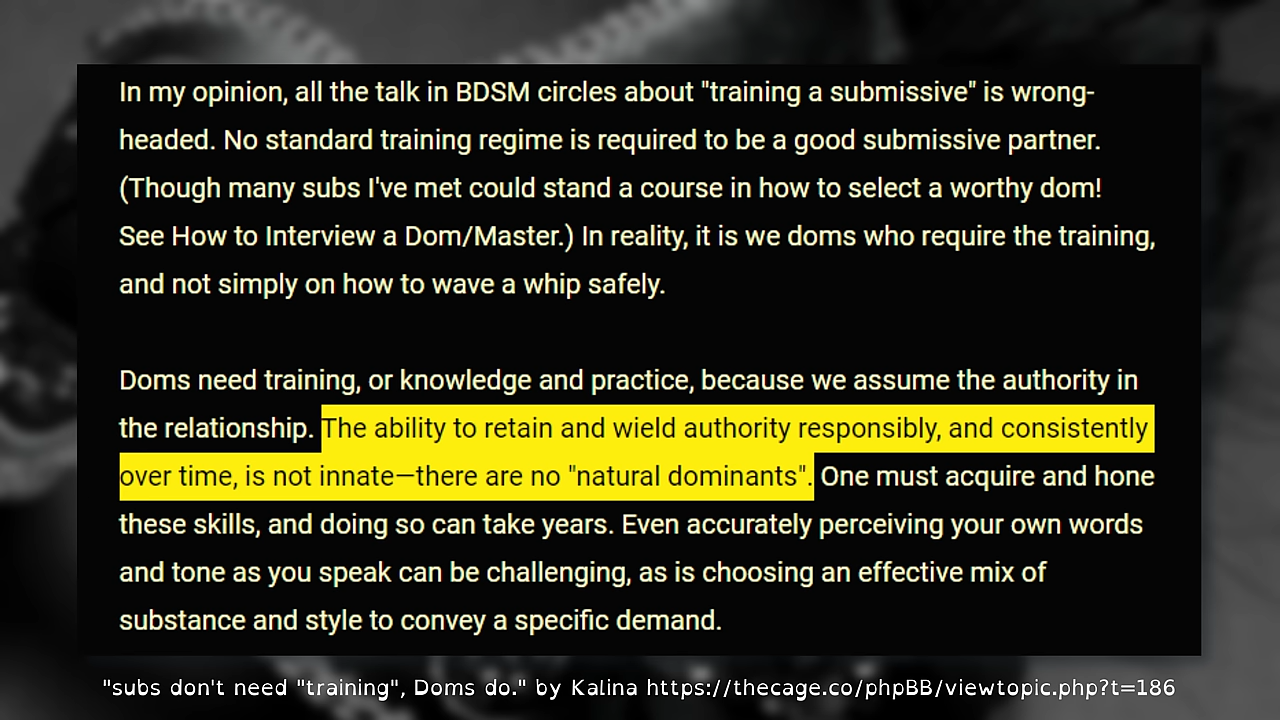 In my opinion, all the talk in BDSM circles about "training a submissive" is wrong-
headed. No standard training regime is required to be a good submissive partner.
(Though many subs I've met could stand a course in how to select a worthy dom!
See How to Interview a Dom/Master.) In reality, it is we doms who require the training,
and not simply on how to wave a whip safely.
Doms need training, or knowledge and practice, because we assume the authority in
the relationship. The ability to retain and wield authority responsibly, and consistently
over time, is not innate—there are no "natural dominants". One must acquire and hone
these skills, and doing so can take years. Even accurately perceiving your own words
and tone as you speak can be challenging, as is choosing an effective mix of
substance and style to convey a specific demand.
"subs don't need "training", Doms do." by Kalina https://thecage.co/phpBB/viewtopic.php?t=186